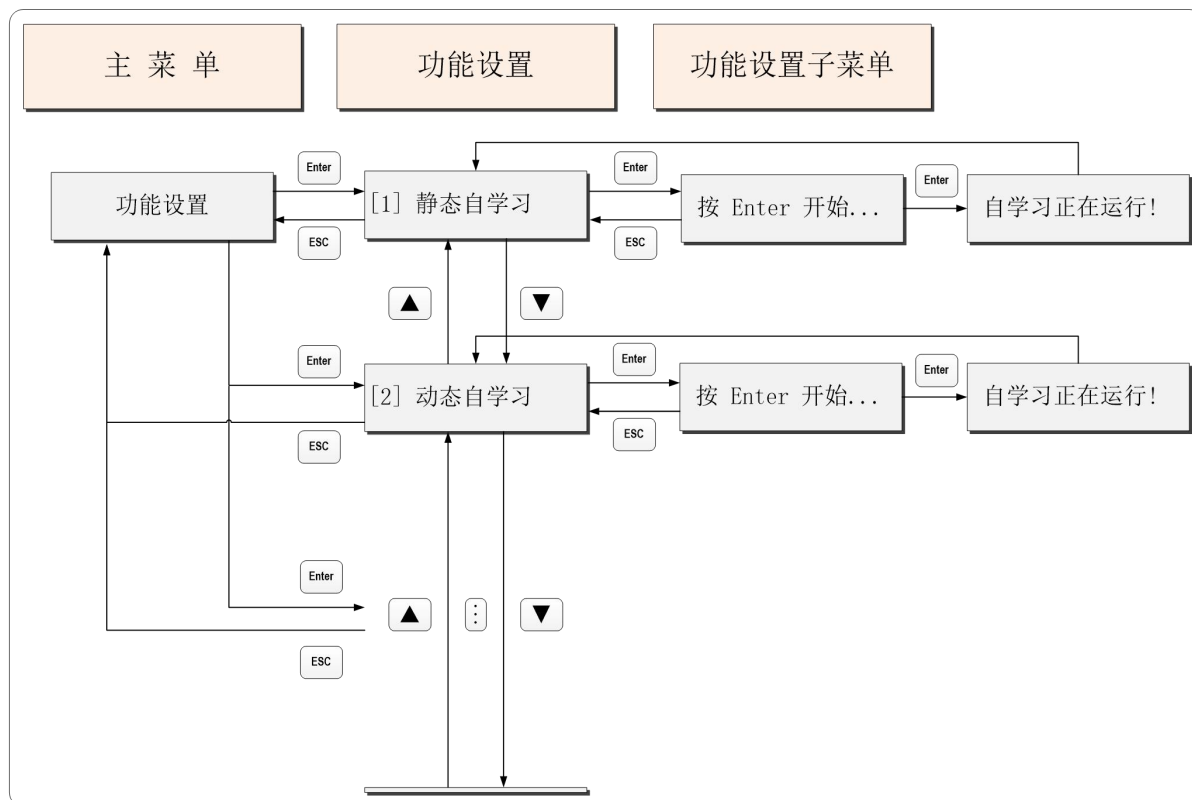 主 菜 单
功能设置
功能设置子菜单
Enter
Enter
Enter
功能设置
[1] 静态自学习
按 Enter 开始...
自学习正在运行!
ESC
ESC
▲
▼
Enter
Enter
Enter
[2] 动态自学习
按 Enter 开始...
自学习正在运行!
ESC
ESC
Enter
▲
⋮
▼
ESC